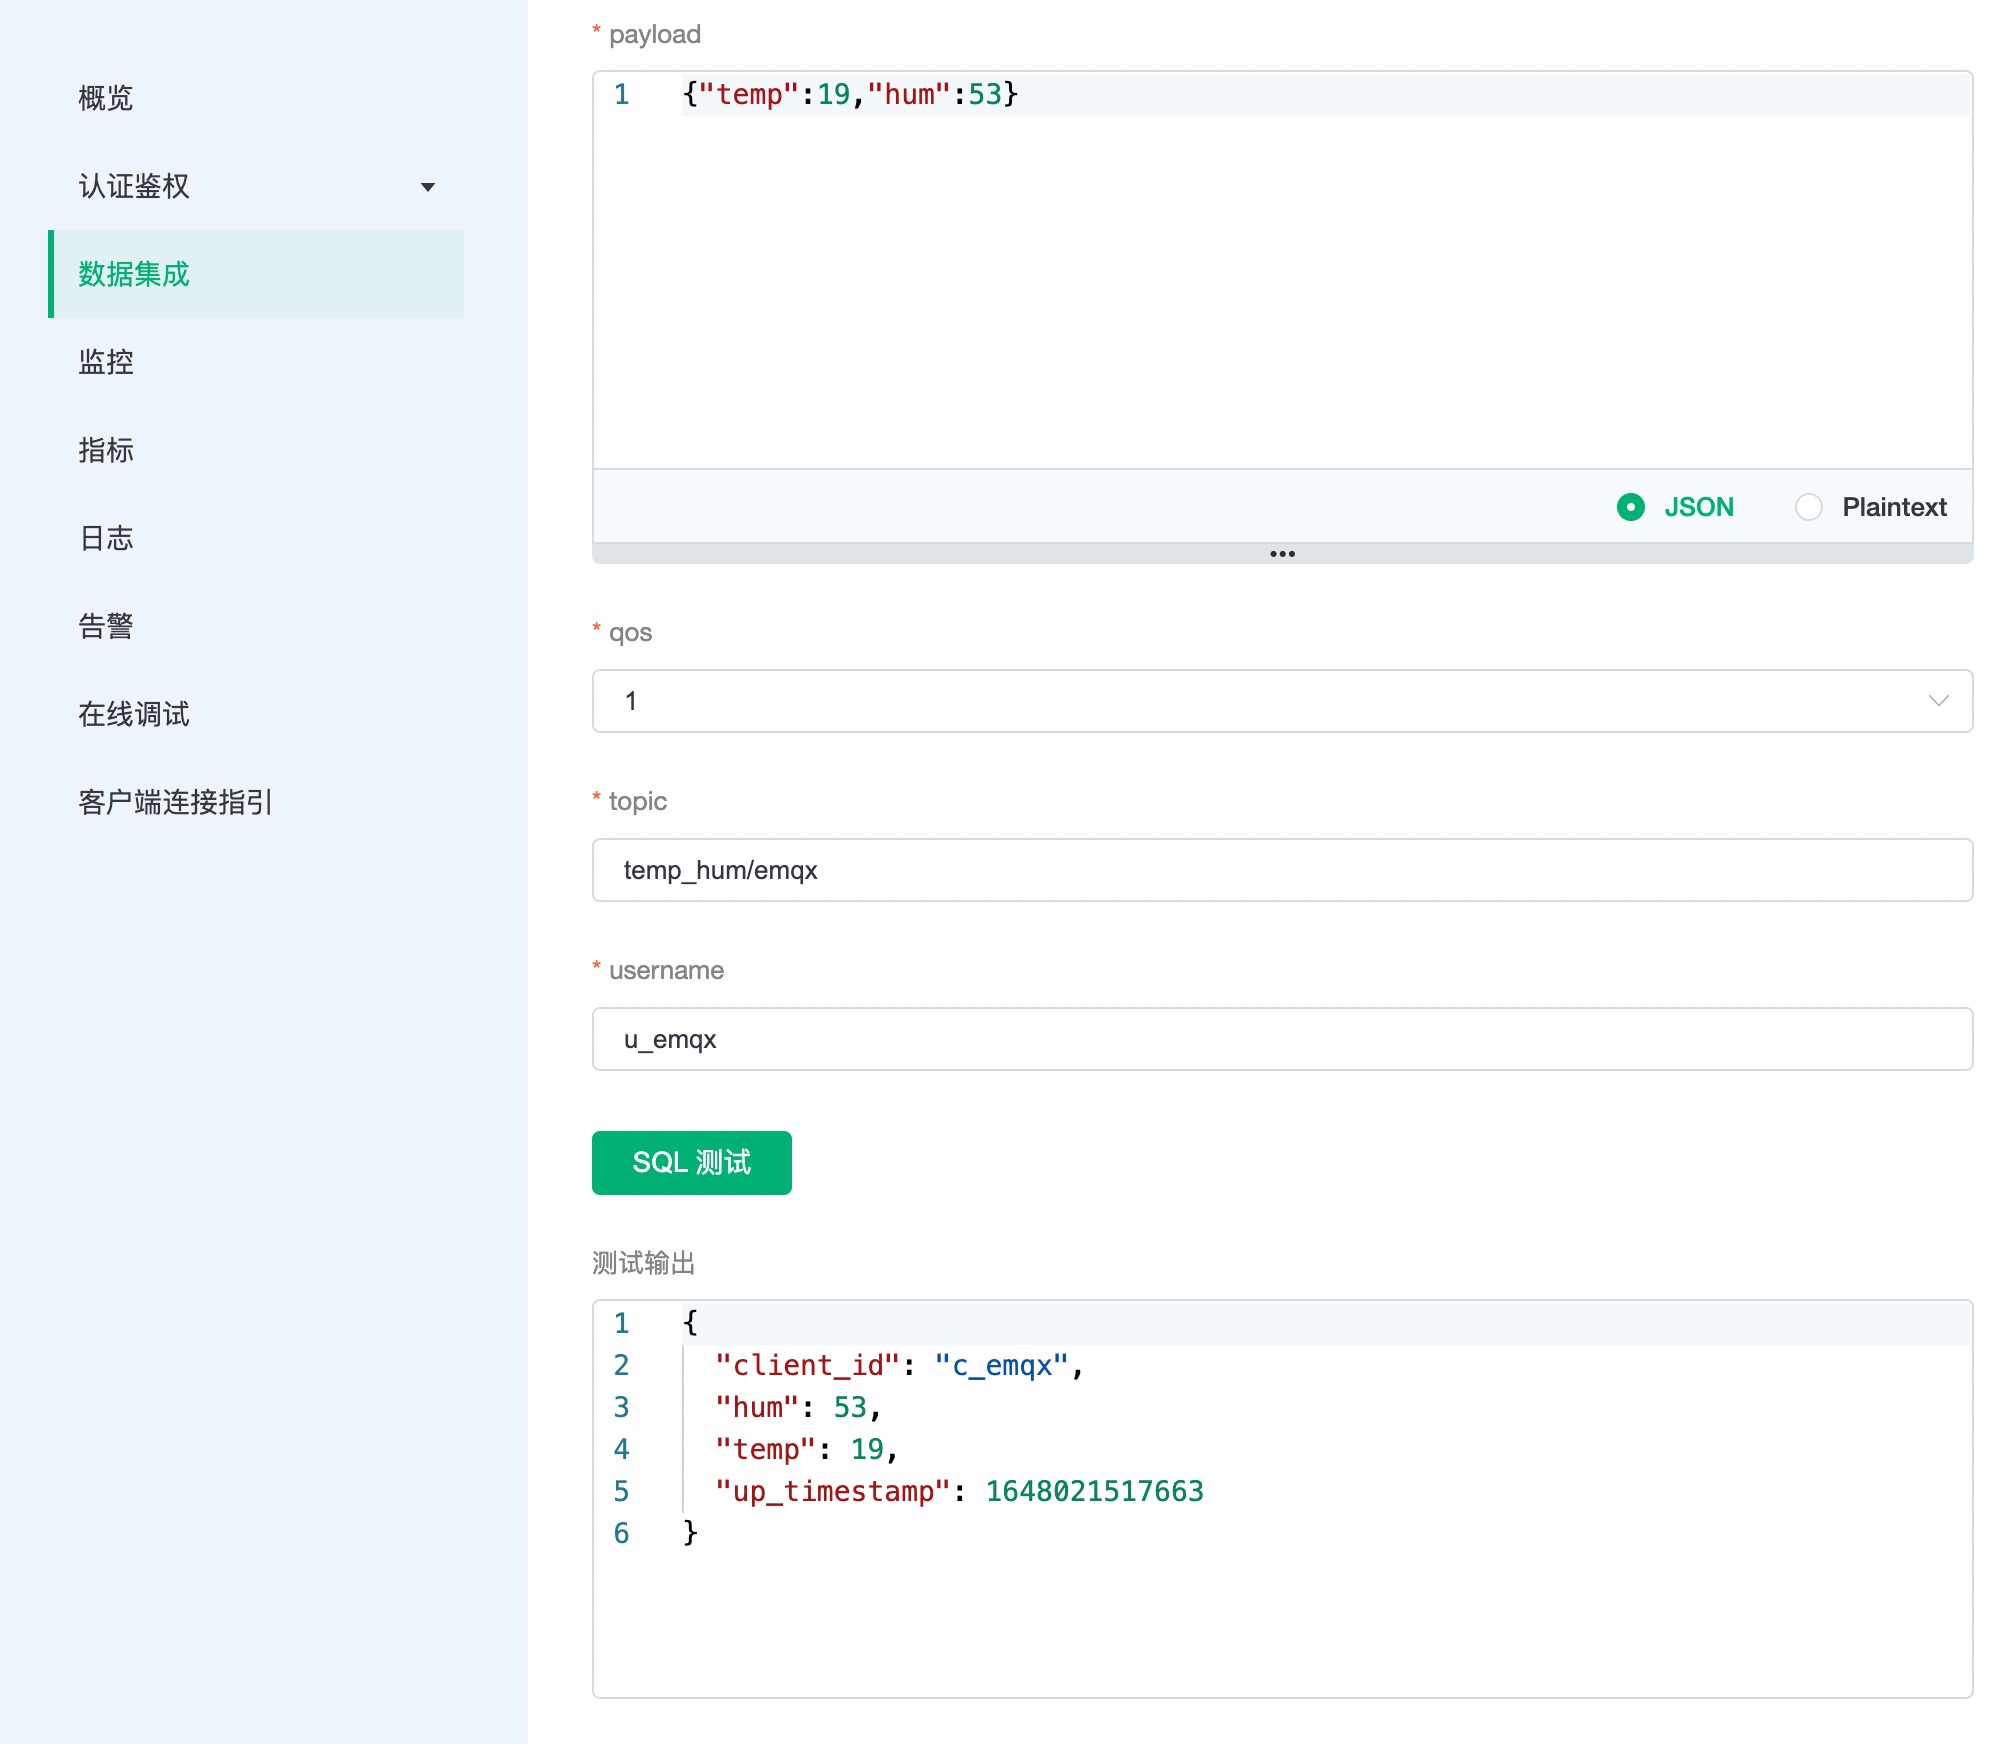 概览
认证鉴权
数据集成
监控
指标
日志
告警
在线调试
客户端连接指引
* payload
1 {"temp":19,"hum":53}
JSON Plaintext
•••
* qos
1
* topic
temp_hum/emqx
* username
u_emqx
SQL 测试
测试输出
1 {
2 "client_id": "c_emqx",
3 "hum": 53,
4 "temp": 19,
5 "up_timestamp": 1648021517663
6 }